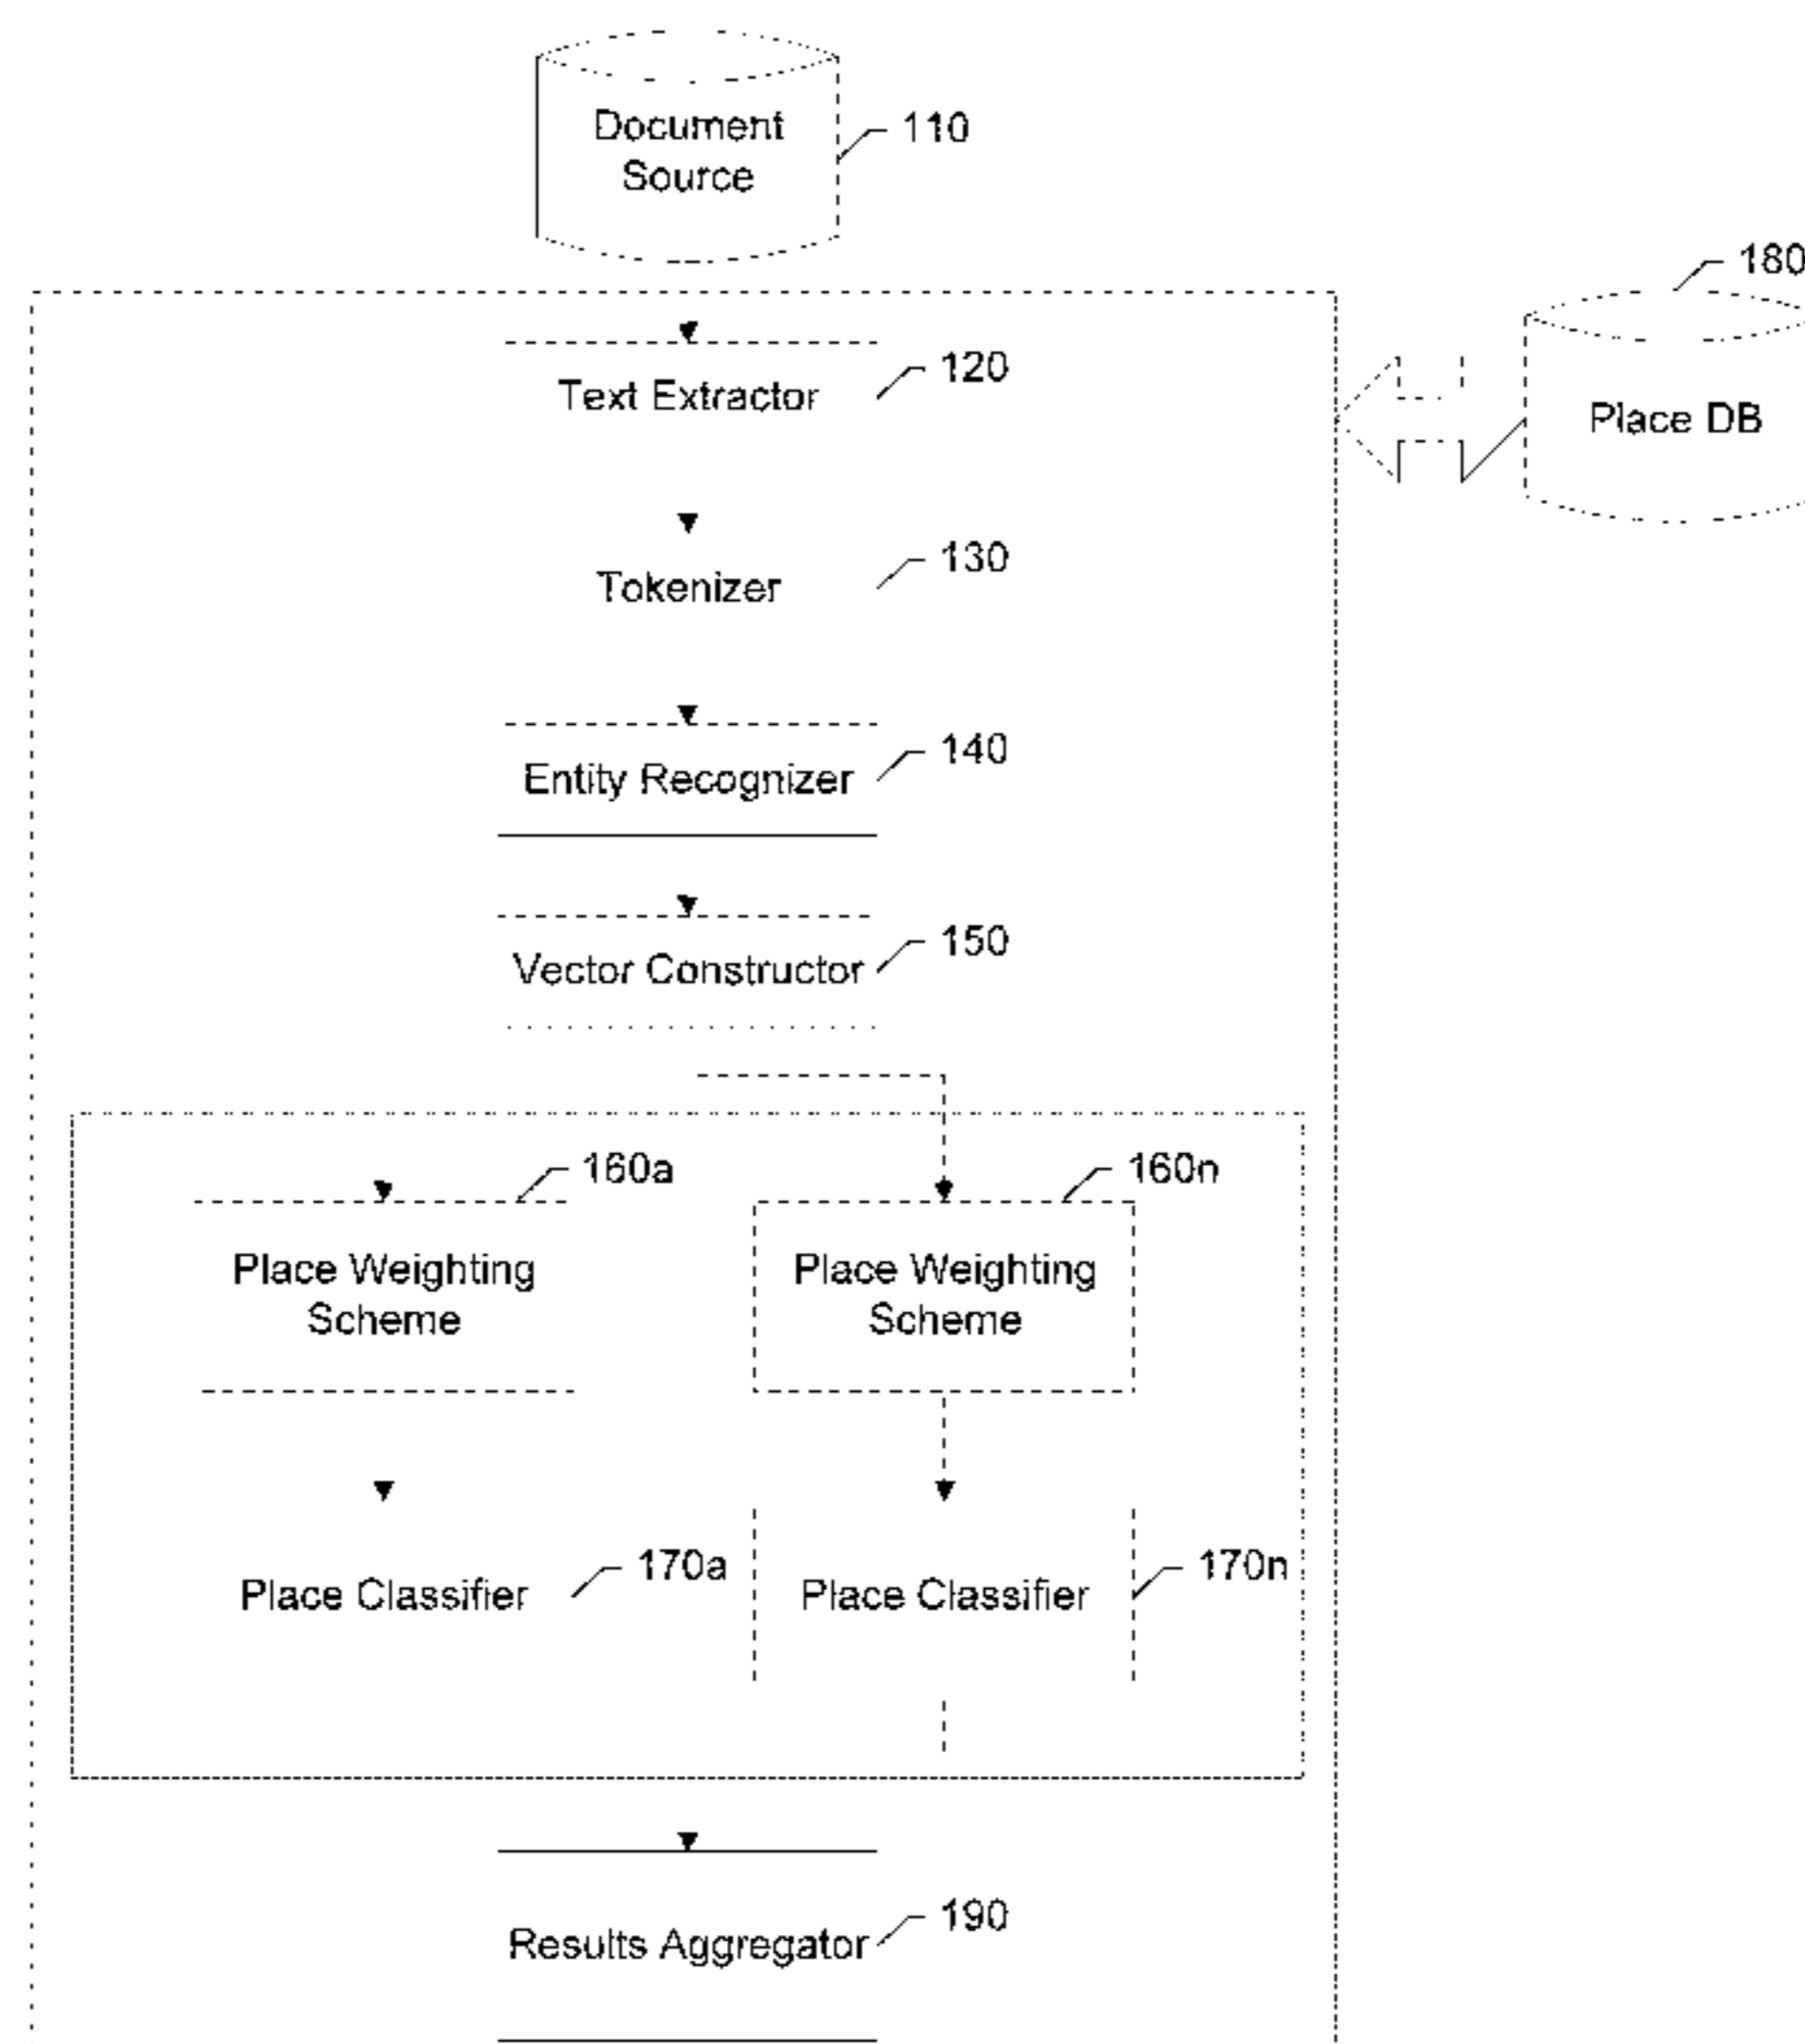 Document
Source
110
180
Place DB
Text Extractor
120
Tokenizer
130
Entity Recognizer
140
Vector Constructor
150
160a
160n
Place Weighting
Scheme
Place Weighting
Scheme
Place Classifier
170a
Place Classifier
170n
Results Aggregator
190